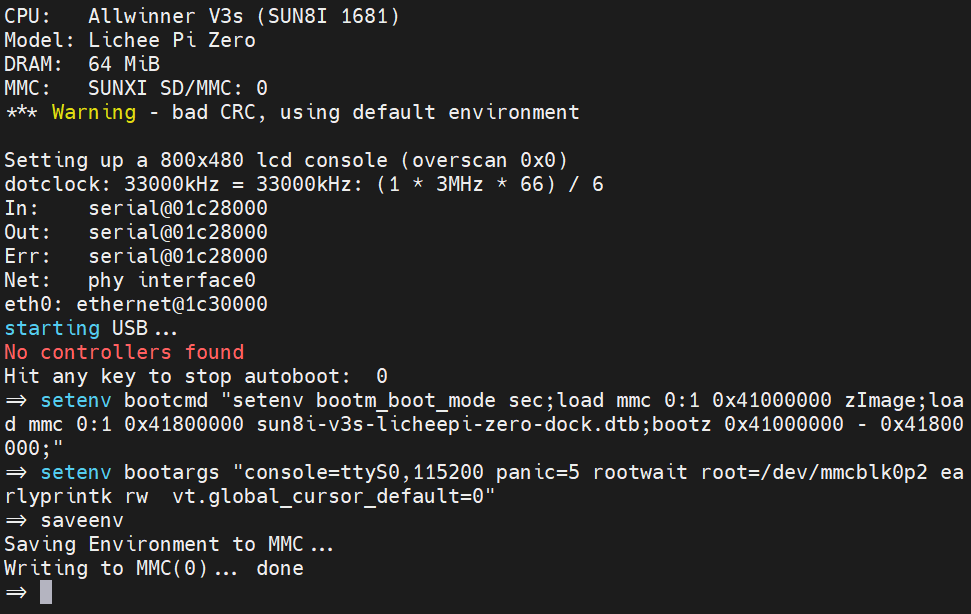 CPU:   Allwinner V3s (SUN8I 1681)
Model: Lichee Pi Zero
DRAM:  64 MiB
MMC:   SUNXI SD/MMC: 0
*** Warning - bad CRC, using default environment

Setting up a 800x480 lcd console (overscan 0x0)
dotclock: 33000kHz = 33000kHz: (1 * 3MHz * 66) / 6
In:    serial@01c28000
Out:   serial@01c28000
Err:   serial@01c28000
Net:   phy interface0
eth0: ethernet@1c30000
starting USB...
No controllers found
Hit any key to stop autoboot:  0
=> setenv bootcmd "setenv bootm_boot_mode sec;load mmc 0:1 0x41000000 zImage;loa
d mmc 0:1 0x41800000 sun8i-v3s-licheepi-zero-dock.dtb;bootz 0x41000000 - 0x41800
000;"
=> setenv bootargs "console=ttyS0,115200 panic=5 rootwait root=/dev/mmcblk0p2 ea
rlyprintk rw  vt.global_cursor_default=0"
=> saveenv
Saving Environment to MMC...
Writing to MMC(0)... done
=>